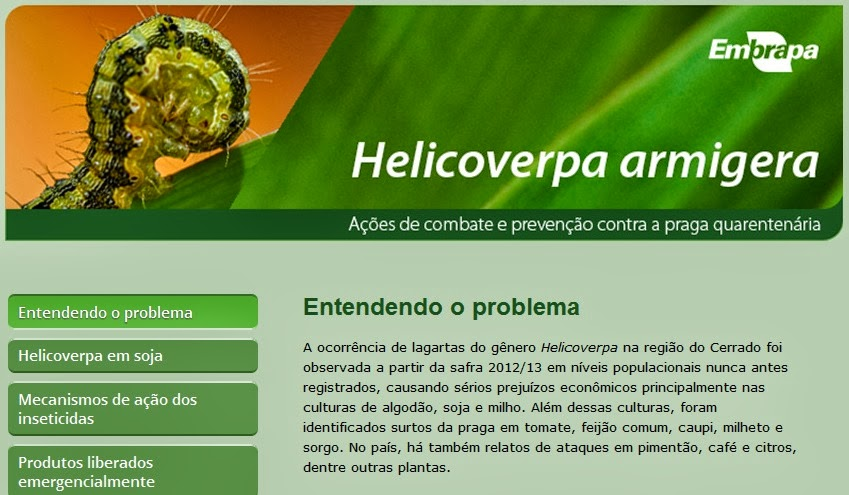 Embrapa
Helicoverpa armigera
Ações de combate e prevenção contra a praga quarentenária
Entendendo o problema
Helicoverpa em soja
Mecanismos de ação dos
inseticidas
Produtos liberados
emergencialmente
Entendendo o problema
A ocorrência de lagartas do gênero Helicoverpa na região do Cerrado foi
observada a partir da safra 2012/13 em níveis populacionais nunca antes
registrados, causando sérios prejuízos econômicos principalmente nas
culturas de algodão, soja e milho. Além dessas culturas, foram
identificados surtos da praga em tomate, feijão comum, caupi, milheto e
sorgo. No país, há também relatos de ataques em pimentão, café e citros,
dentre outras plantas.